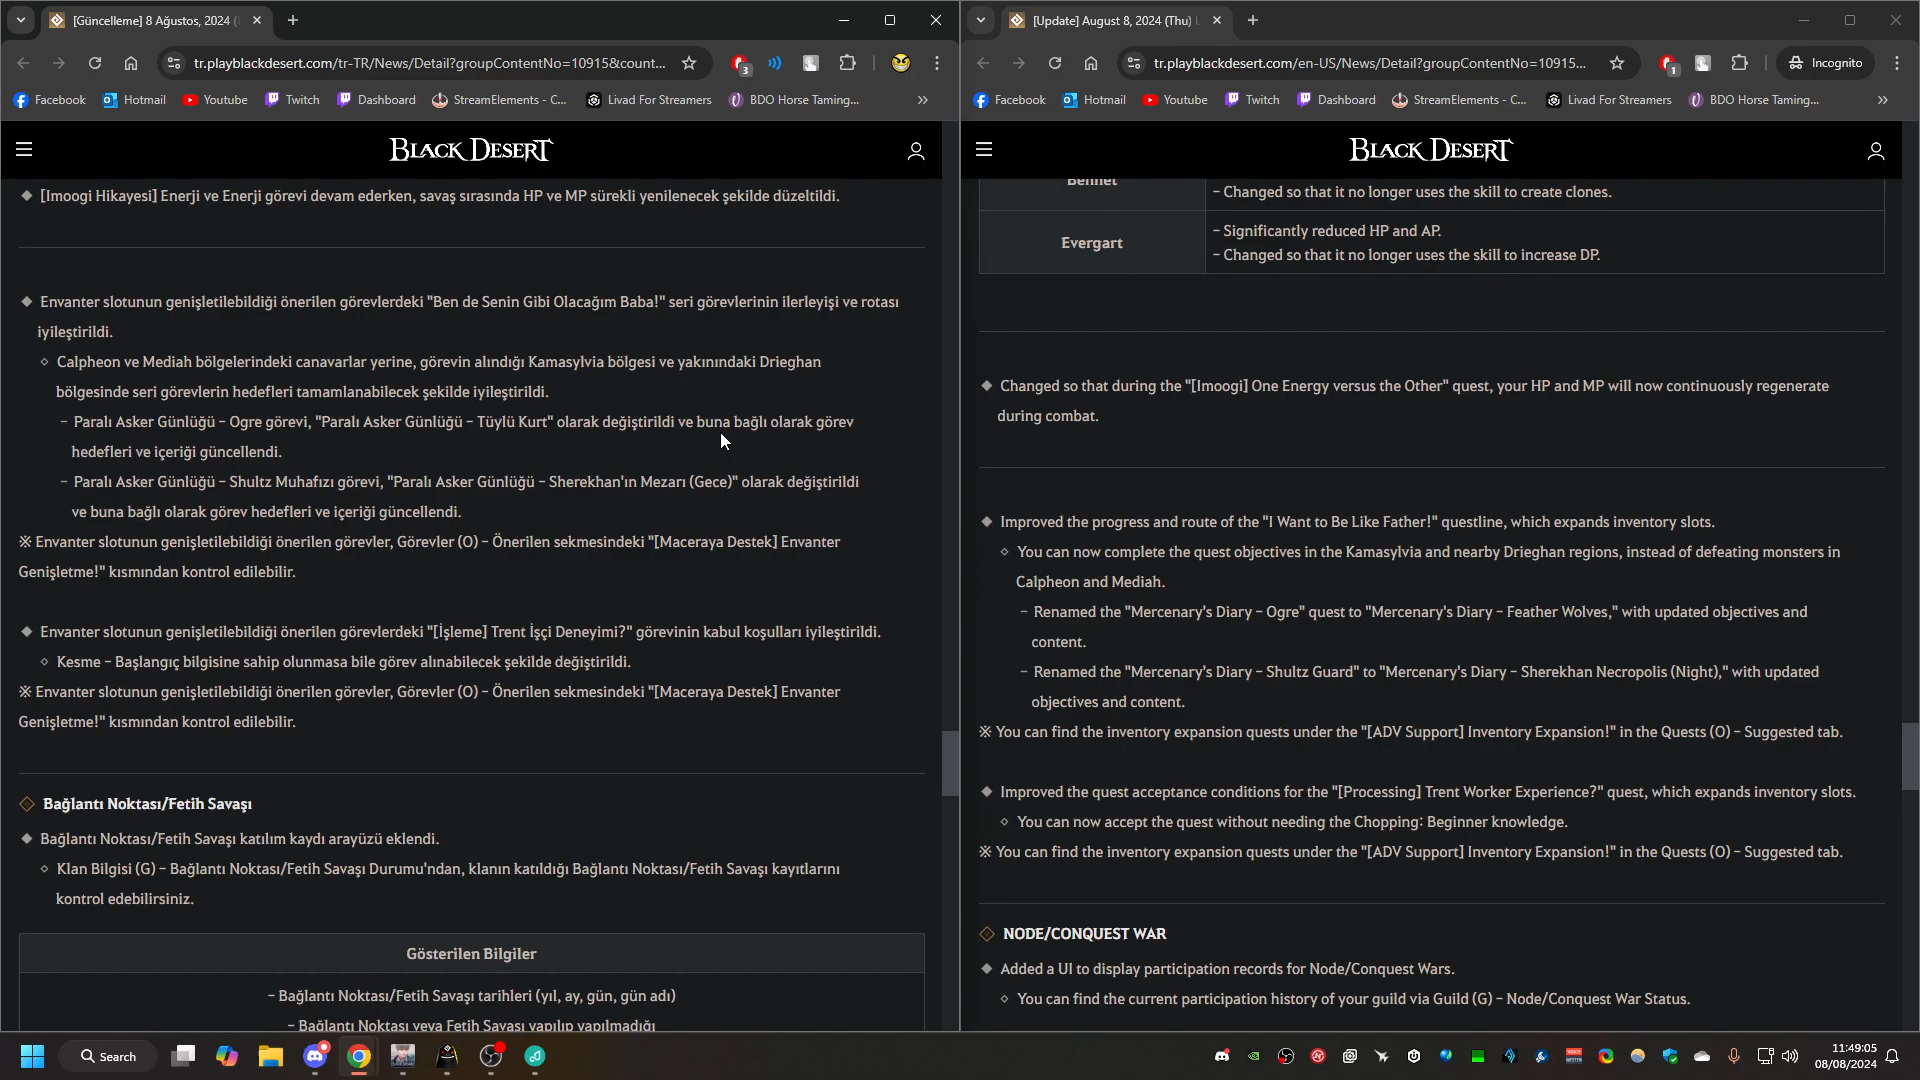 [Güncelleme] 8 Ağustos, 2024 (
tr.playblackdesert.com/tr-TR/News/Detail?groupContentNo=10915&count...
3
Facebook
Hotmail
Youtube
Twitch
Dashboard
StreamElements - C...
Livad For Streamers
BDO Horse Taming...
BLACK DESERT
◆ [Imoogi Hikayesi] Enerji ve Enerji görevi devam ederken, savaş sırasında HP ve MP sürekli yenilenecek şekilde düzeltildi.
◆ Envanter slotunun genişletilebildiği önerilen görevlerdeki "Ben de Senin Gibi Olacağım Baba!" seri görevlerinin ilerleyişi ve rotası
iyileştirildi.
◇ Calpheon ve Mediah bölgelerindeki canavarlar yerine, görevin alındığı Kamasylvia bölgesi ve yakınındaki Drieghan
bölgesinde seri görevlerin hedefleri tamamlanabilecek şekilde iyileştirildi.
- Paralı Asker Günlüğü - Ogre görevi, "Paralı Asker Günlüğü - Tüylü Kurt" olarak değiştirildi ve buna bağlı olarak görev
hedefleri ve içeriği güncellendi.
- Paralı Asker Günlüğü - Shultz Muhafızı görevi, "Paralı Asker Günlüğü - Sherekhan'ın Mezarı (Gece)" olarak değiştirildi
ve buna bağlı olarak görev hedefleri ve içeriği güncellendi.
※ Envanter slotunun genişletilebildiği önerilen görevler, Görevler (O) - Önerilen sekmesindeki "[Maceraya Destek] Envanter
Genişletme!" kısmından kontrol edilebilir.
◆ Envanter slotunun genişletilebildiği önerilen görevlerdeki "[İşleme] Trent İşçi Deneyimi?" görevinin kabul koşulları iyileştirildi.
◇ Kesme - Başlangıç bilgisine sahip olunmasa bile görev alınabilecek şekilde değiştirildi.
※ Envanter slotunun genişletilebildiği önerilen görevler, Görevler (O) - Önerilen sekmesindeki "[Maceraya Destek] Envanter
Genişletme!" kısmından kontrol edilebilir.
◇ Bağlantı Noktası/Fetih Savaşı
◆ Bağlantı Noktası/Fetih Savaşı katılım kaydı arayüzü eklendi.
◇ Klan Bilgisi (G) - Bağlantı Noktası/Fetih Savaşı Durumu'ndan, klanın katıldığı Bağlantı Noktası/Fetih Savaşı kayıtlarını
kontrol edebilirsiniz.
Gösterilen Bilgiler
- Bağlantı Noktası/Fetih Savaşı tarihleri (yıl, ay, gün, gün adı)
- Bağlantı Noktası veya Fetih Savaşı yapılıp yapılmadığı
[Update] August 8, 2024 (Thu)
tr.playblackdesert.com/en-US/News/Detail?groupContentNo=10915...
1
Incognito
Facebook
Hotmail
Youtube
Twitch
Dashboard
StreamElements - C...
Livad For Streamers
BDO Horse Taming...
BLACK DESERT
Bennet
- Changed so that it no longer uses the skill to create clones.
Evergart
- Significantly reduced HP and AP.
- Changed so that it no longer uses the skill to increase DP.
◆ Changed so that during the "[Imoogi] One Energy versus the Other" quest, your HP and MP will now continuously regenerate
during combat.
◆ Improved the progress and route of the "I Want to Be Like Father!" questline, which expands inventory slots.
◇ You can now complete the quest objectives in the Kamasylvia and nearby Drieghan regions, instead of defeating monsters in
Calpheon and Mediah.
- Renamed the "Mercenary's Diary - Ogre" quest to "Mercenary's Diary - Feather Wolves," with updated objectives and
content.
- Renamed the "Mercenary's Diary - Shultz Guard" to "Mercenary's Diary - Sherekhan Necropolis (Night)," with updated
objectives and content.
※ You can find the inventory expansion quests under the "[ADV Support] Inventory Expansion!" in the Quests (O) - Suggested tab.
◆ Improved the quest acceptance conditions for the "[Processing] Trent Worker Experience?" quest, which expands inventory slots.
◇ You can now accept the quest without needing the Chopping: Beginner knowledge.
※ You can find the inventory expansion quests under the "[ADV Support] Inventory Expansion!" in the Quests (O) - Suggested tab.
◇ NODE/CONQUEST WAR
◆ Added a UI to display participation records for Node/Conquest Wars.
◇ You can find the current participation history of your guild via Guild (G) - Node/Conquest War Status.
Search
11:49:05
08/08/2024